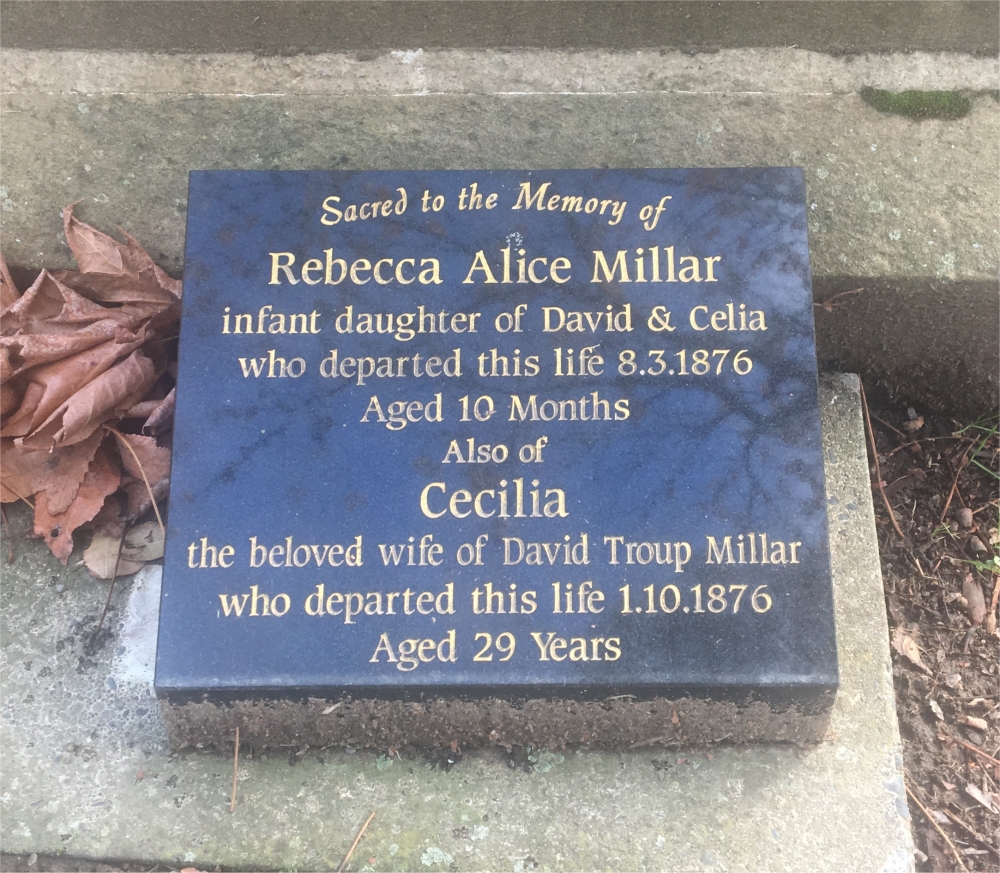 Sacred to the Memory of
Rebecca Alice Millar
infant daughter of David & Celia
who departed this life 8.3.1876
Aged 10 Months
Also of
Cecilia
the beloved wife of David Troup Millar
who departed this life 1.10.1876
Aged 29 Years